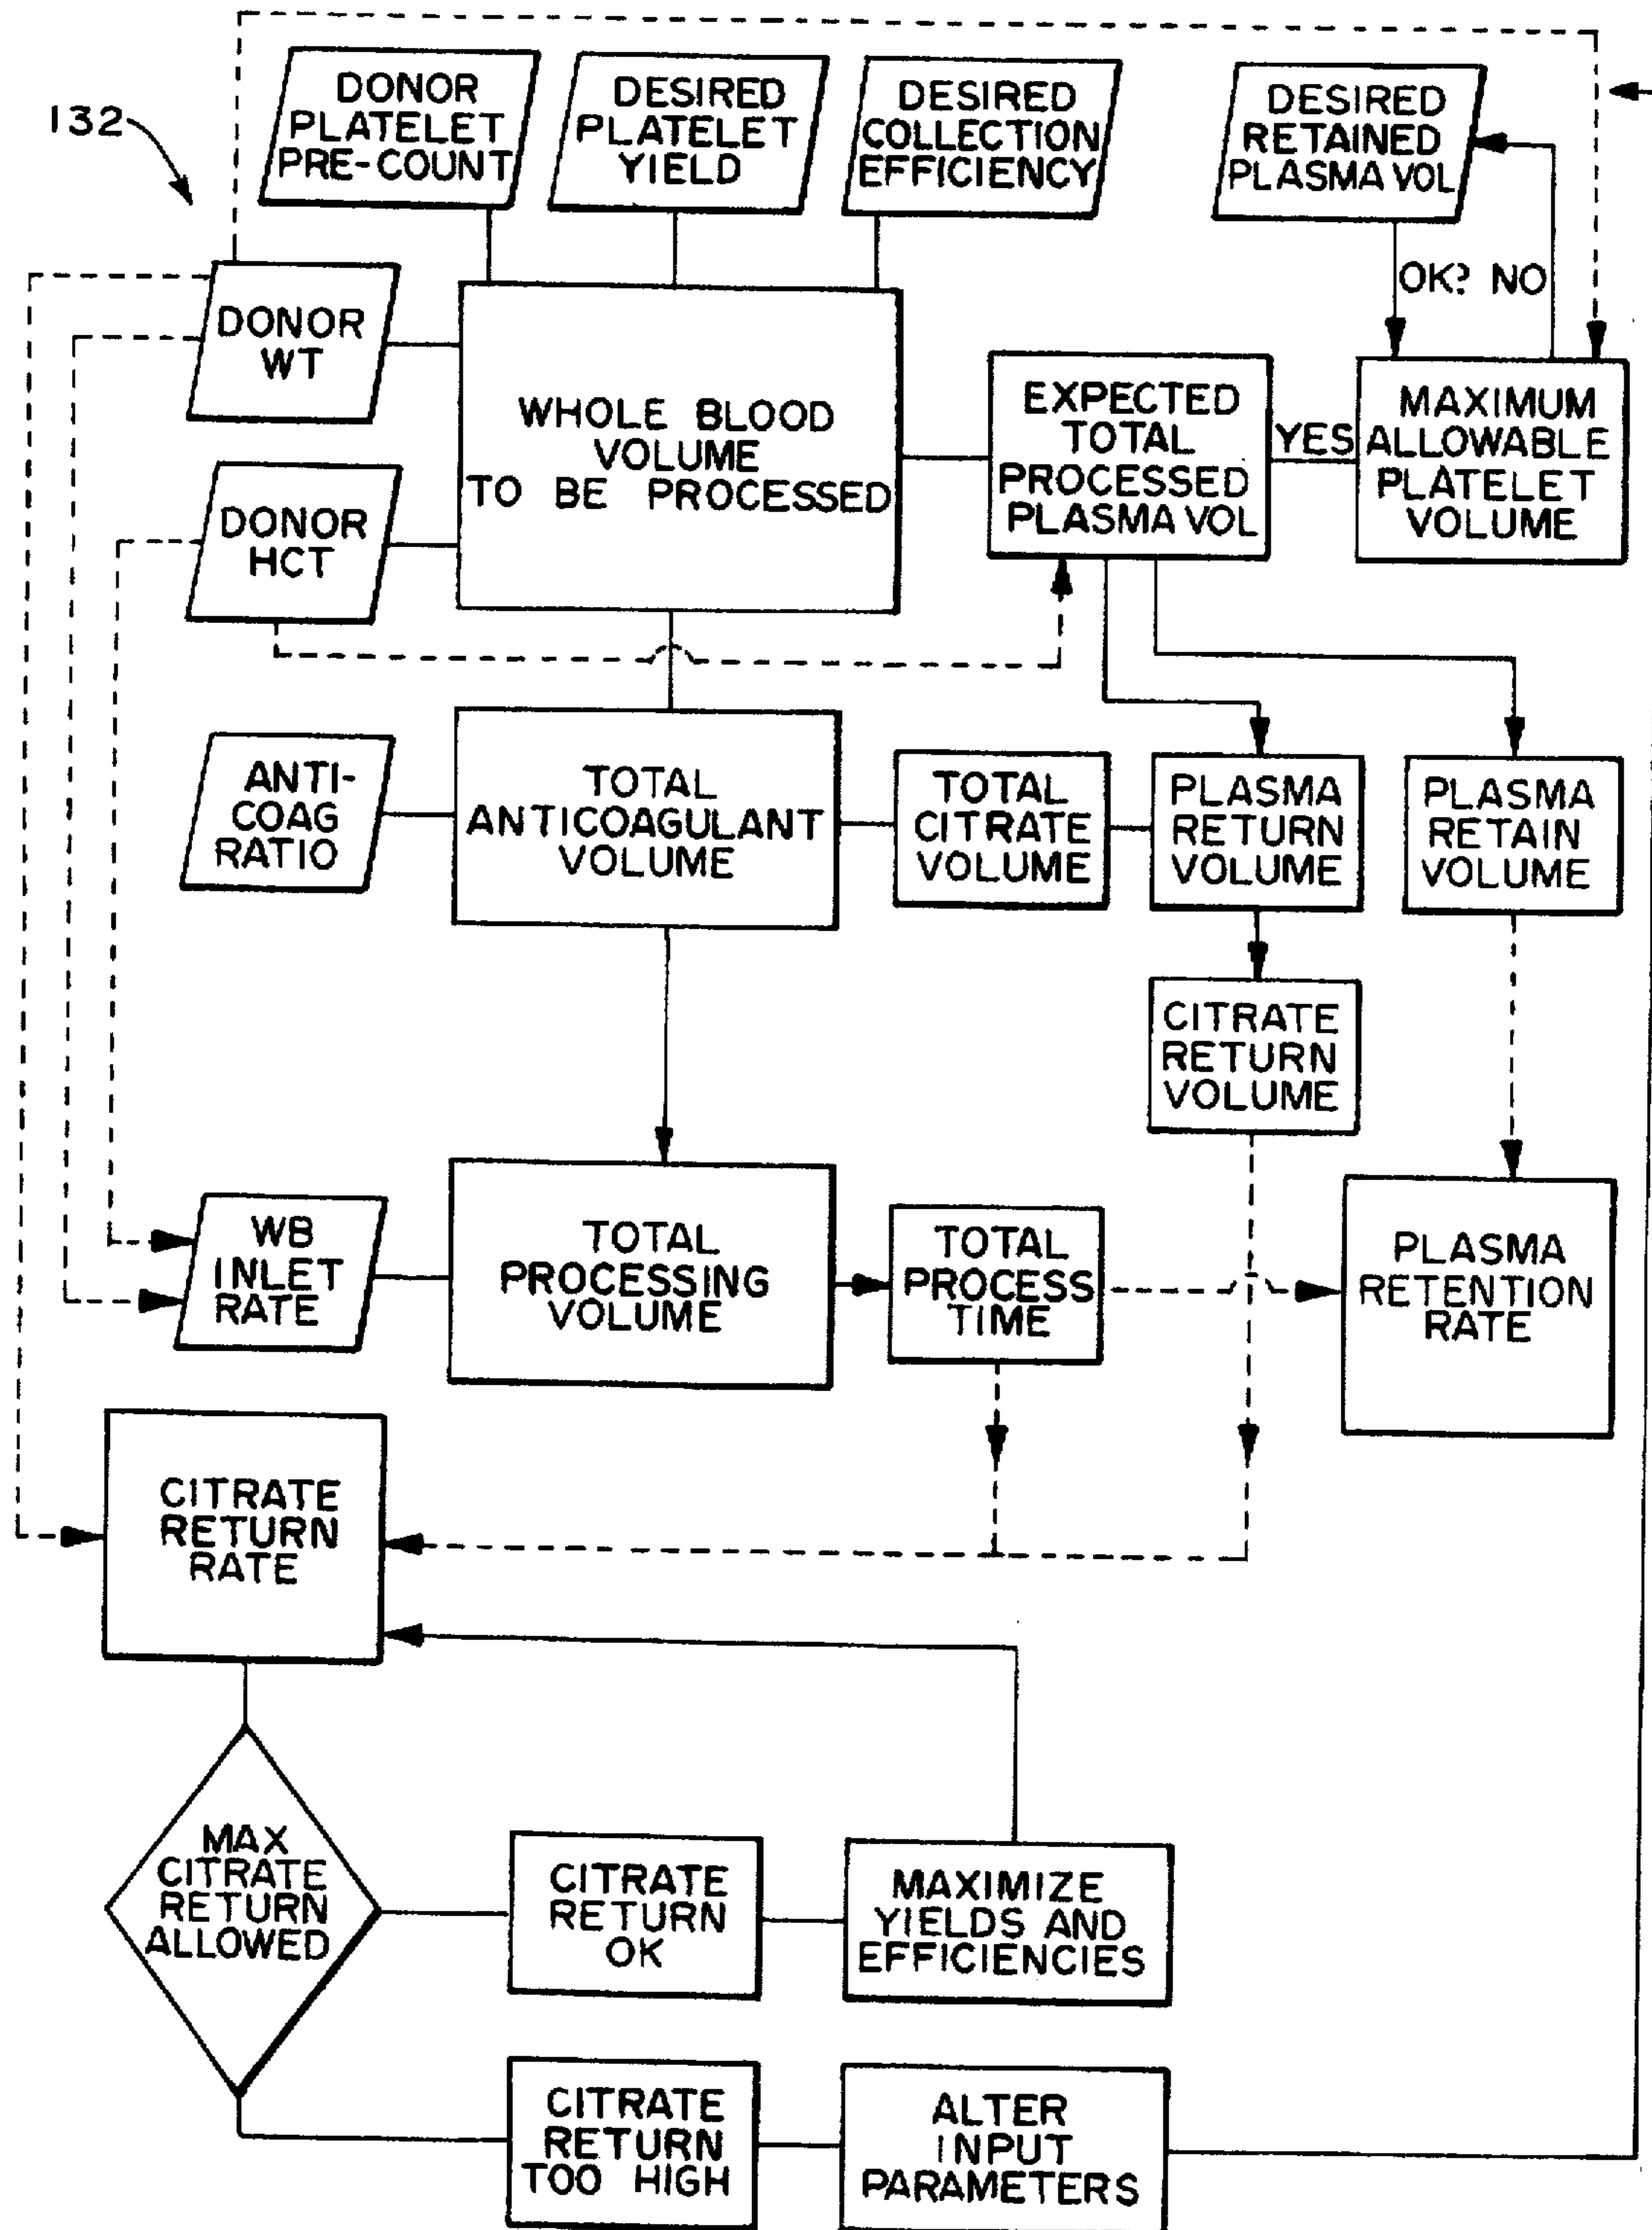 132
DONOR
PLATELET
PRE-COUNT
DESIRED
PLATELET
YIELD
DESIRED
COLLECTION
EFFICIENCY
DESIRED
RETAINED
PLASMA VOL
OK? NO
DONOR
WT
WHOLE BLOOD
VOLUME
TO BE PROCESSED
EXPECTED
TOTAL
PROCESSED
PLASMA VOL
YES
MAXIMUM
ALLOWABLE
PLATELET
VOLUME
DONOR
HCT
ANTI-
COAG
RATIO
TOTAL
ANTICOAGULANT
VOLUME
TOTAL
CITRATE
VOLUME
PLASMA
RETURN
VOLUME
PLASMA
RETAIN
VOLUME
CITRATE
RETURN
VOLUME
WB
INLET
RATE
TOTAL
PROCESSING
VOLUME
TOTAL
PROCESS
TIME
PLASMA
RETENTION
RATE
CITRATE
RETURN
RATE
MAX
CITRATE
RETURN
ALLOWED
CITRATE
RETURN
OK
MAXIMIZE
YIELDS AND
EFFICIENCIES
CITRATE
RETURN
TOO HIGH
ALTER
INPUT
PARAMETERS